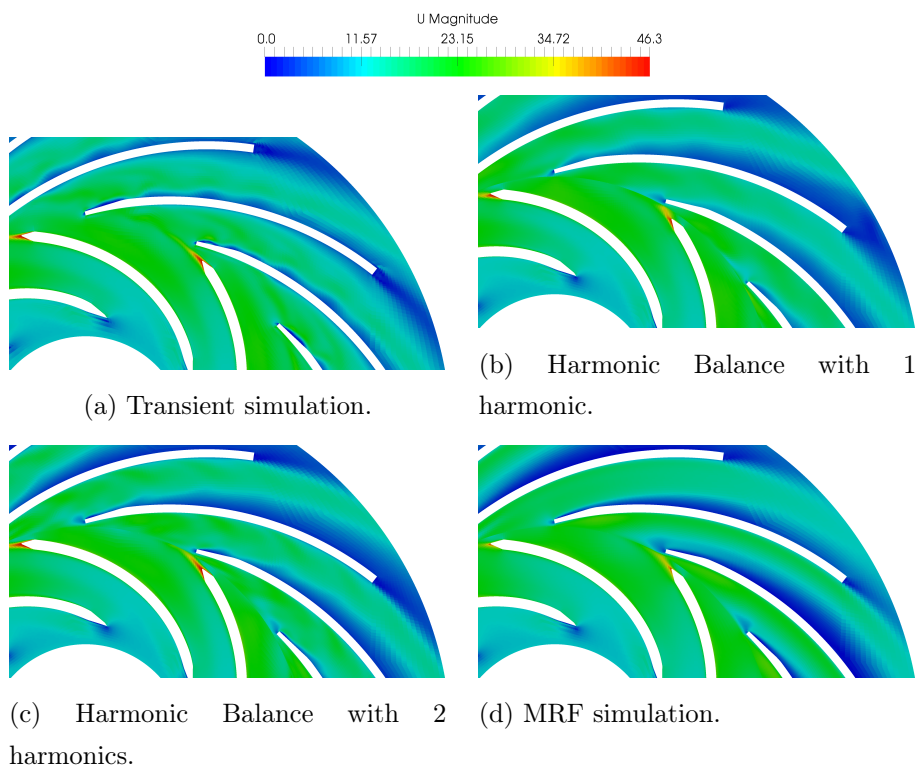 U Magnitude
0.0 11.57 23.15 34.72 46.3
(a) Transient simulation.
(b) Harmonic Balance with 1
harmonic.
(c) Harmonic Balance with 2
harmonics.
(d) MRF simulation.